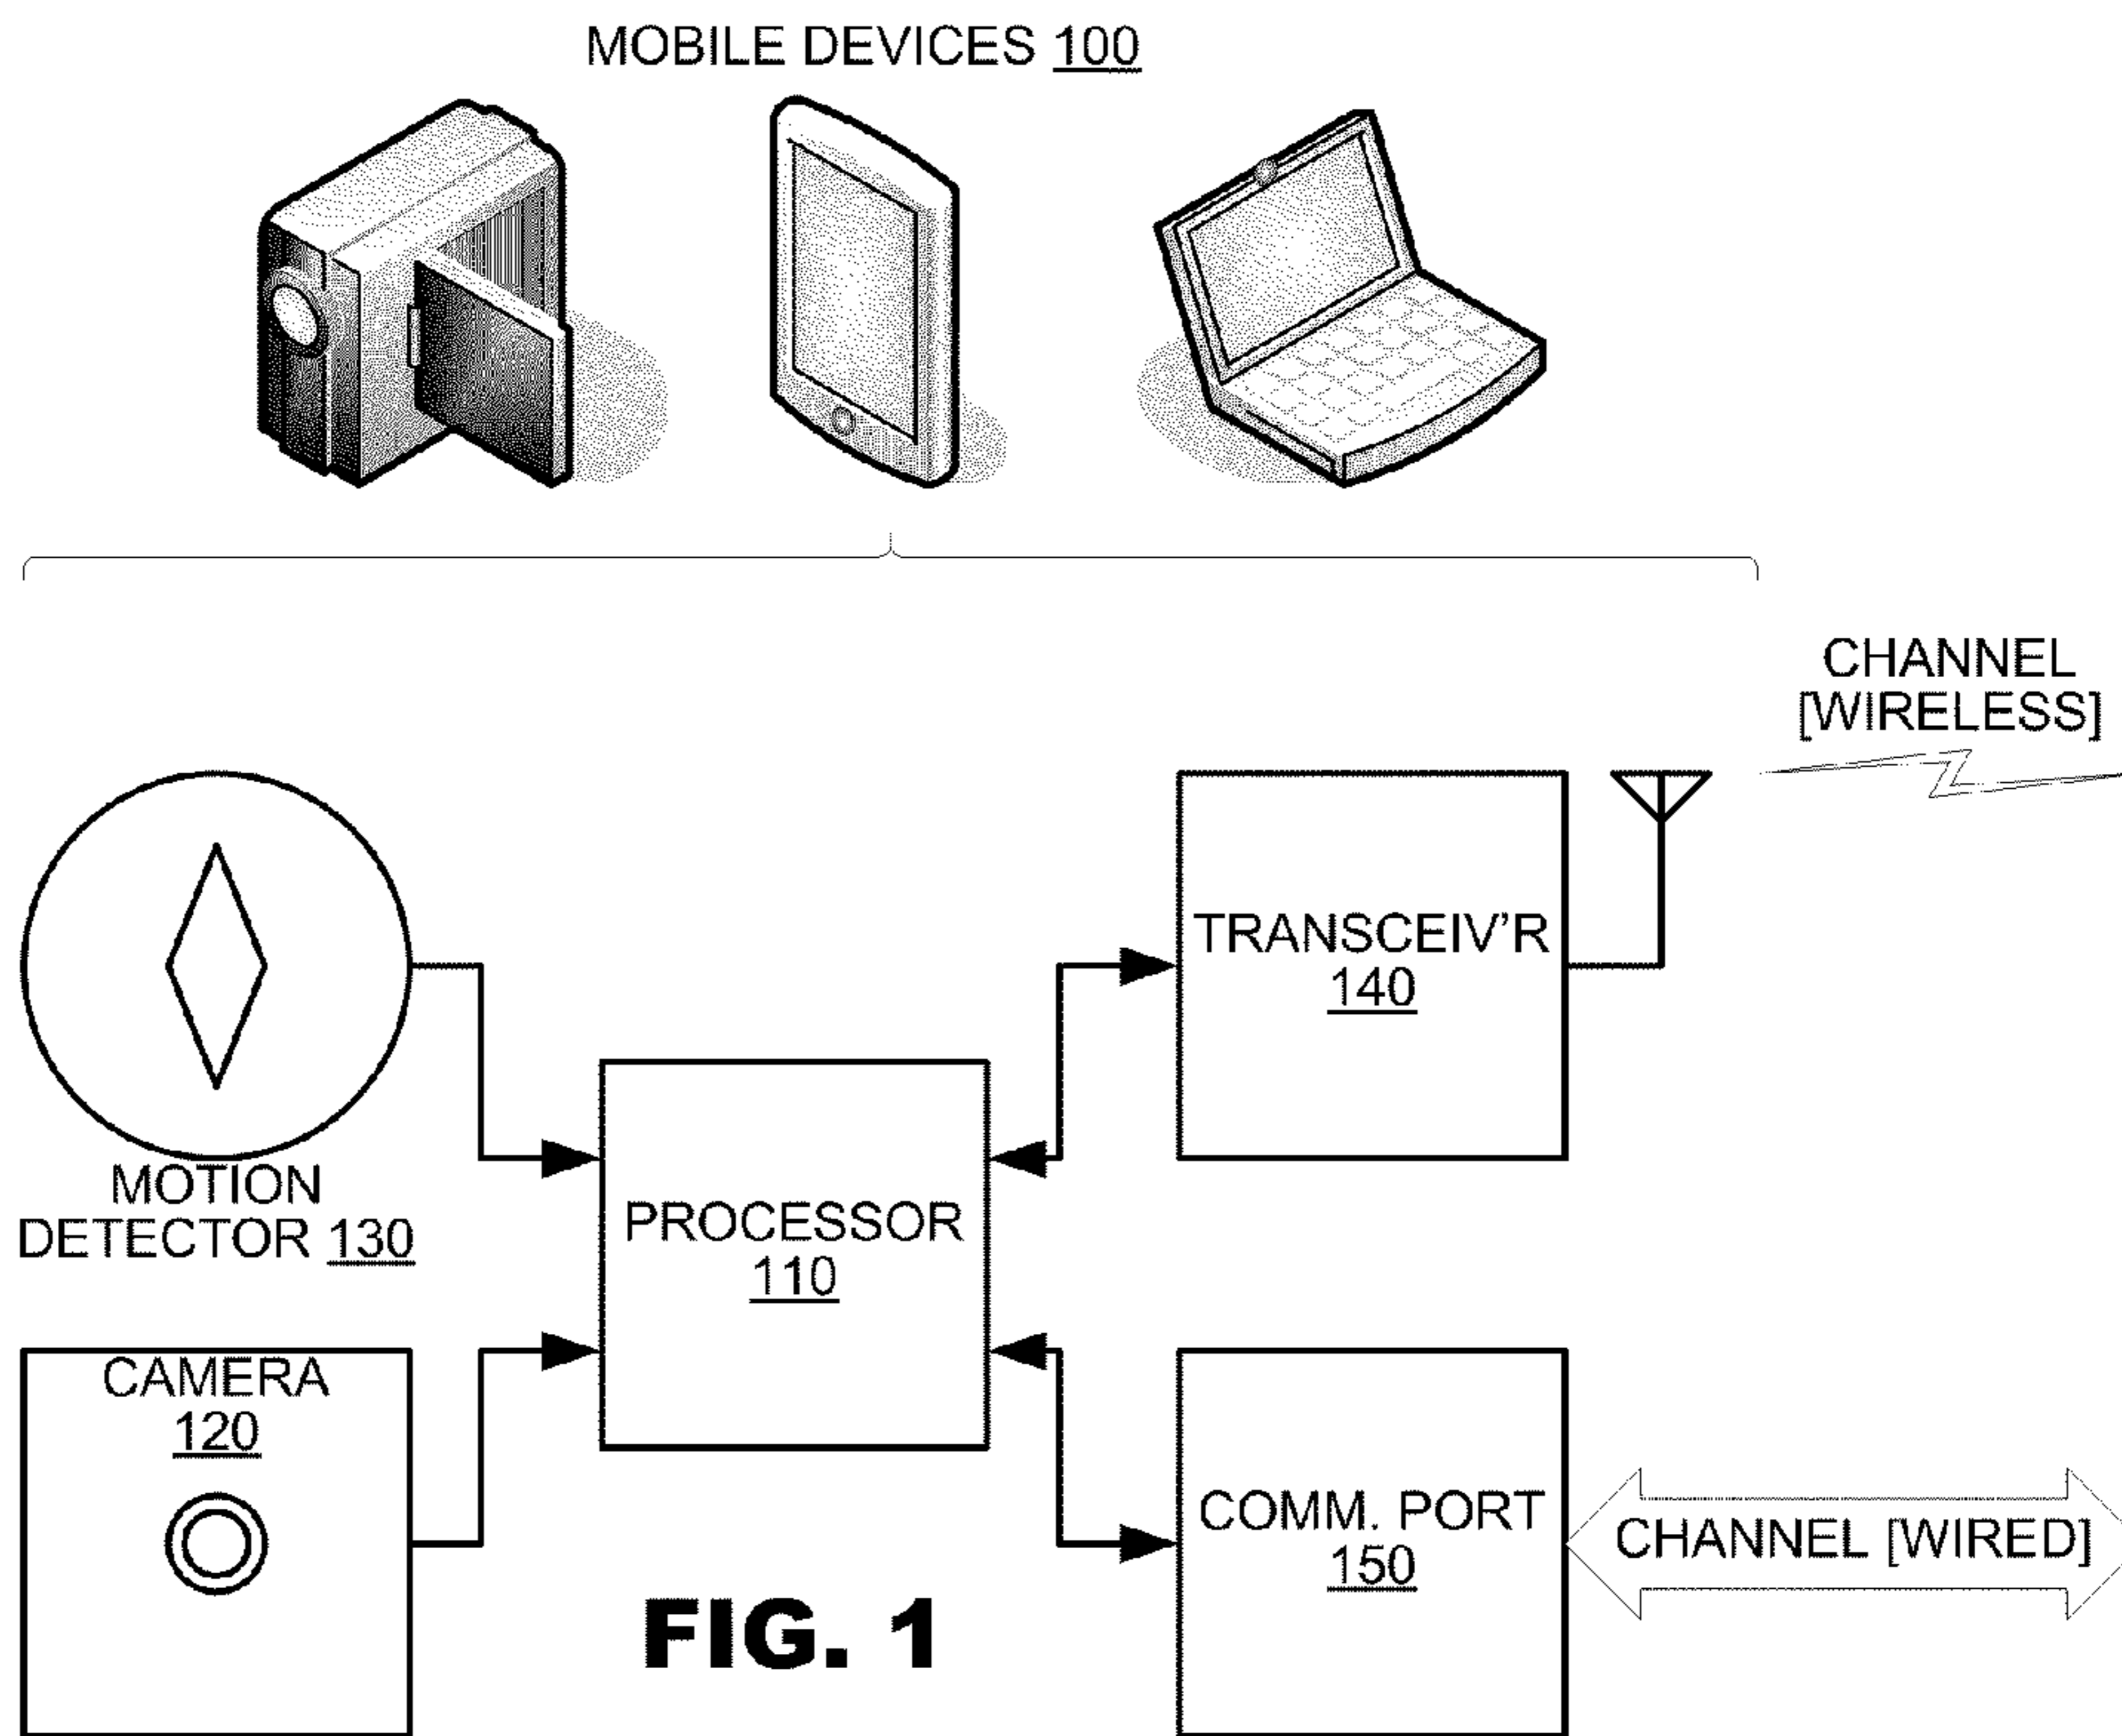 MOBILE DEVICES 100
CHANNEL
[WIRELESS]
TRANSCEIV'R
140
MOTION
DETECTOR 130
PROCESSOR
110
CAMERA
120
COMM. PORT
150
CHANNEL [WIRED]
FIG. 1